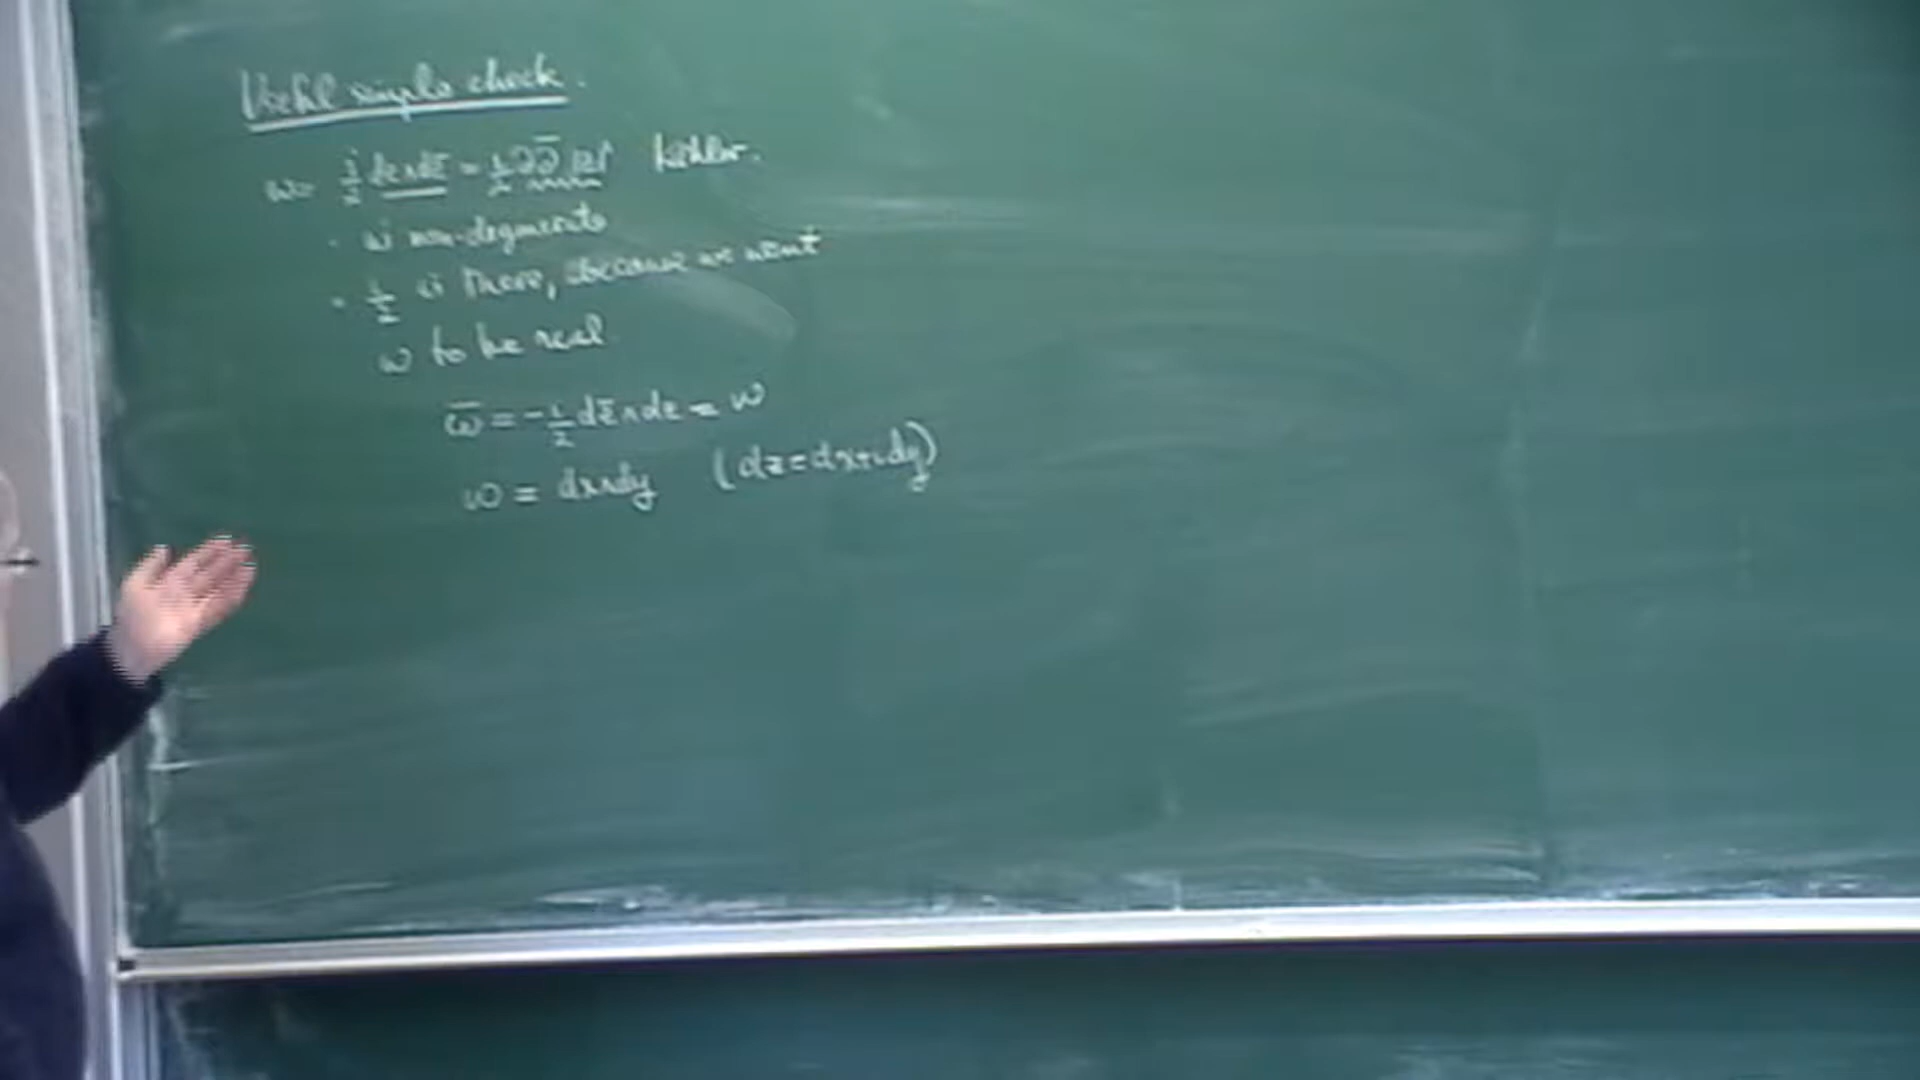 Useful simple check.
ω = i/2 dz∧dz̄ = i/2 ∂∂̄ |z|² Kähler.
· ω non-degenerate
· i/2 is there, because we want
ω to be real.
ω̄ = - i/2 dz̄∧dz = ω
ω = dx∧dy (dz = dx+idy)